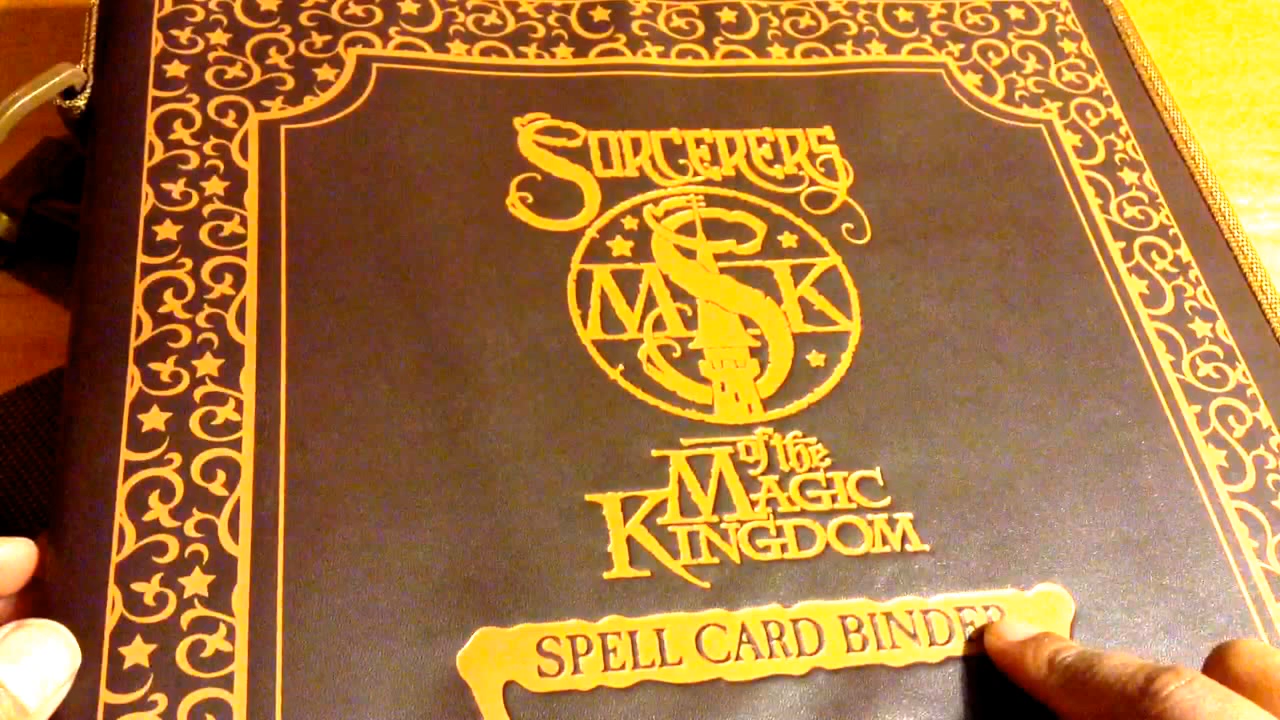 SORCERERS
MSK
of the
MAGIC
KINGDOM
SPELL CARD BINDER